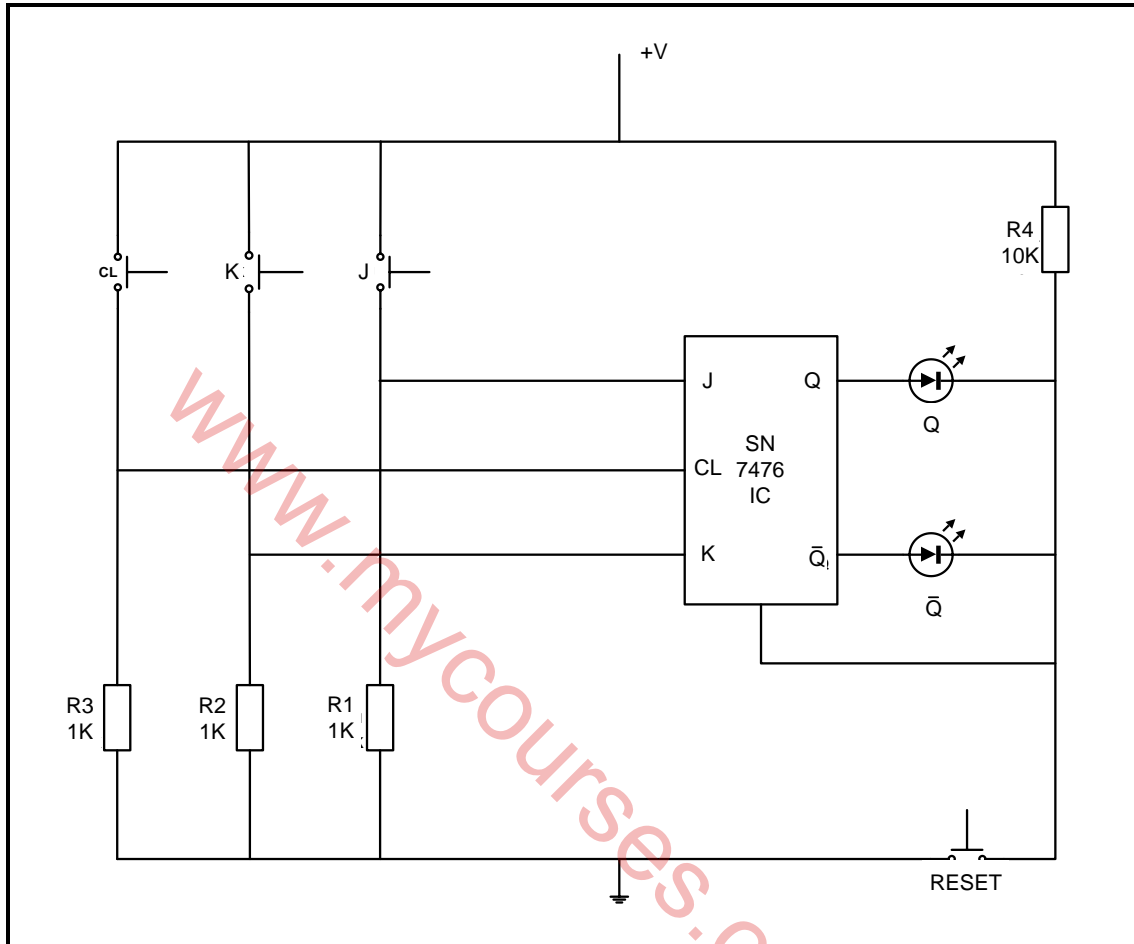 +V
R4
10K
CL
K
J
J
Q
Q
SN
7476
IC
CL
K
Q̄
Q̄
R3
1K
R2
1K
R1
1K
RESET
www.mycourses.c